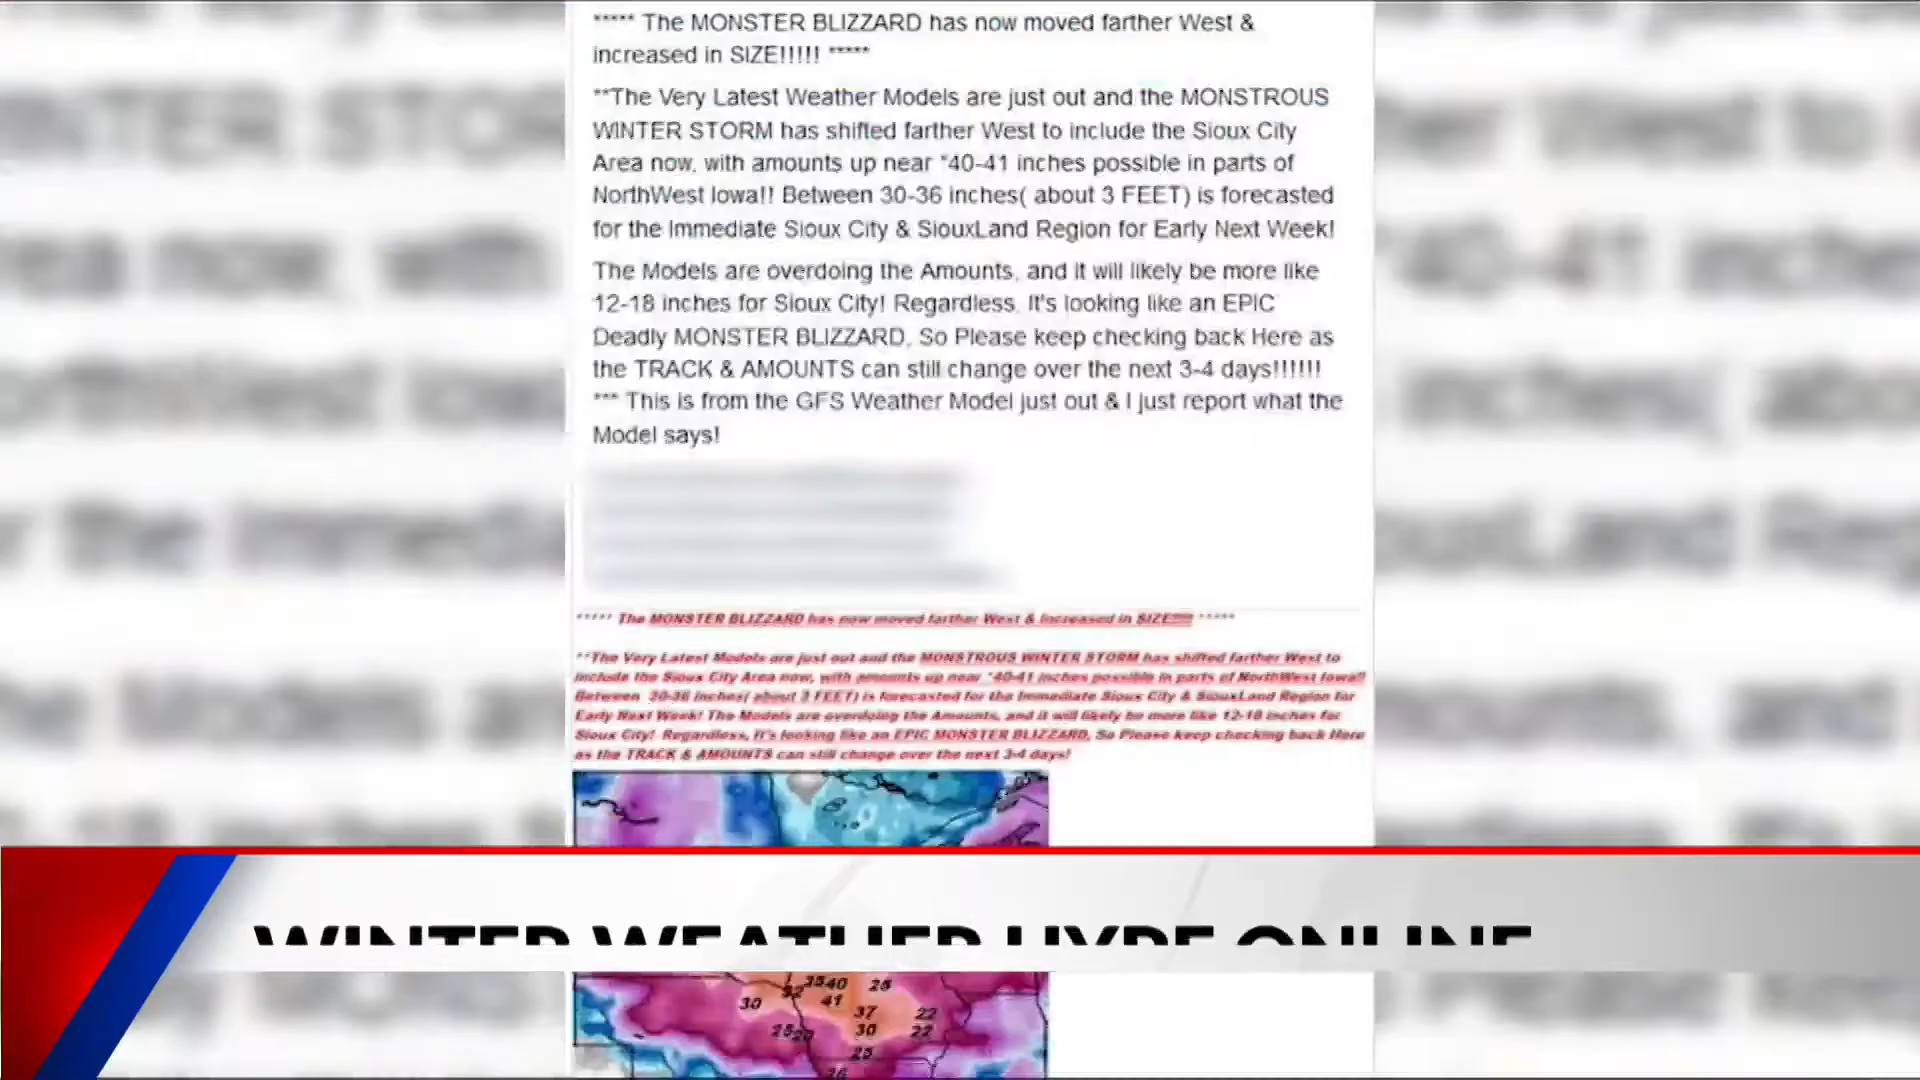 ***** The MONSTER BLIZZARD has now moved farther West &
increased in SIZE!!!!! *****
**The Very Latest Weather Models are just out and the MONSTROUS
WINTER STORM has shifted farther West to include the Sioux City
Area now, with amounts up near *40-41 inches possible in parts of
NorthWest Iowa!! Between 30-36 inches( about 3 FEET) is forecasted
for the Immediate Sioux City & SiouxLand Region for Early Next Week!
The Models are overdoing the Amounts, and it will likely be more like
12-18 inches for Sioux City! Regardless, It's looking like an EPIC
Deadly MONSTER BLIZZARD, So Please keep checking back Here as
the TRACK & AMOUNTS can still change over the next 3-4 days!!!!!!
*** This is from the GFS Weather Model just out & I just report what the
Model says!
***** The MONSTER BLIZZARD has now moved farther West & Increased in SIZE!!!!! *****
**The Very Latest Models are just out and the MONSTROUS WINTER STORM has shifted farther West to
include the Sioux City Area now, with amounts up near *40-41 inches possible in parts of NorthWest Iowa!!
Between 30-36 inches( about 3 FEET) is forecasted for the Immediate Sioux City & SiouxLand Region for
Early Next Week! The Models are overdoing the Amounts, and it will likely be more like 12-18 inches for
Sioux City! Regardless, It's looking like an EPIC MONSTER BLIZZARD, So Please keep checking back Here
as the TRACK & AMOUNTS can still change over the next 3-4 days!
WINTER WEATHER HYPE ONLINE
35 40 25
32
30 41
37 22
30 22
25